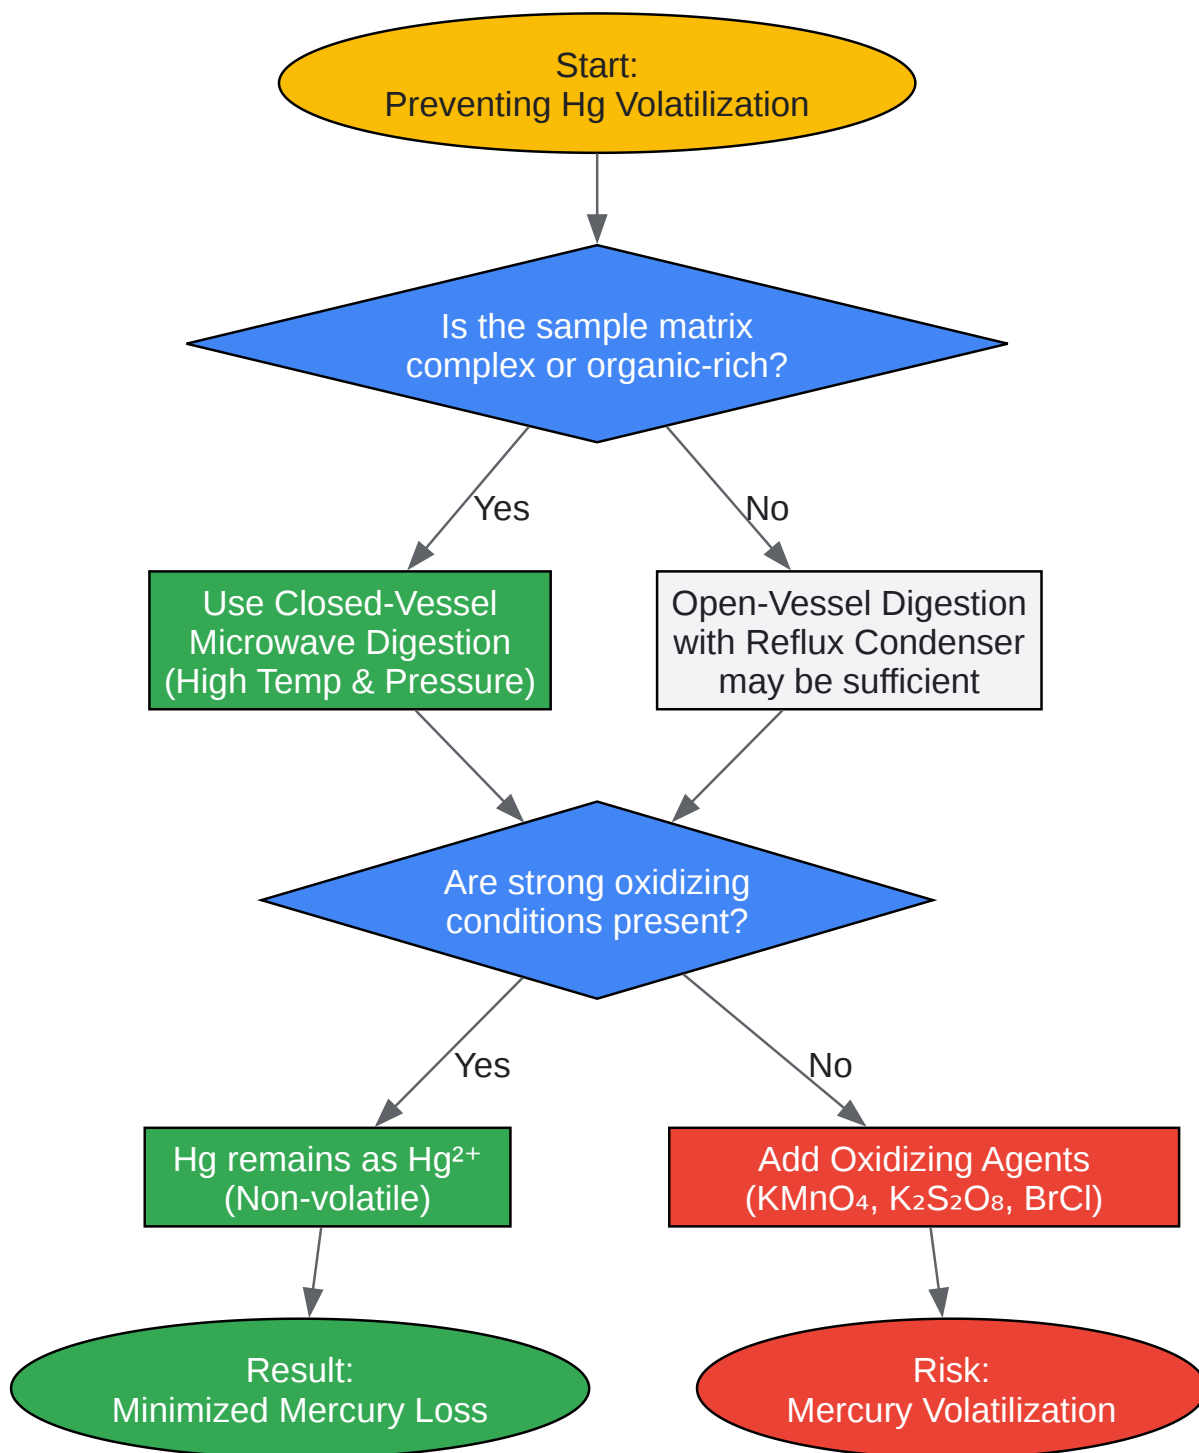 Start:
Preventing Hg Volatilization
Is the sample matrix
complex or organic-rich?
Yes
No
Use Closed-Vessel
Microwave Digestion
(High Temp & Pressure)
Open-Vessel Digestion
with Reflux Condenser
may be sufficient
Are strong oxidizing
conditions present?
Yes
No
Hg remains as Hg²⁺
(Non-volatile)
Add Oxidizing Agents
(KMnO₄, K₂S₂O₈, BrCl)
Result:
Minimized Mercury Loss
Risk:
Mercury Volatilization